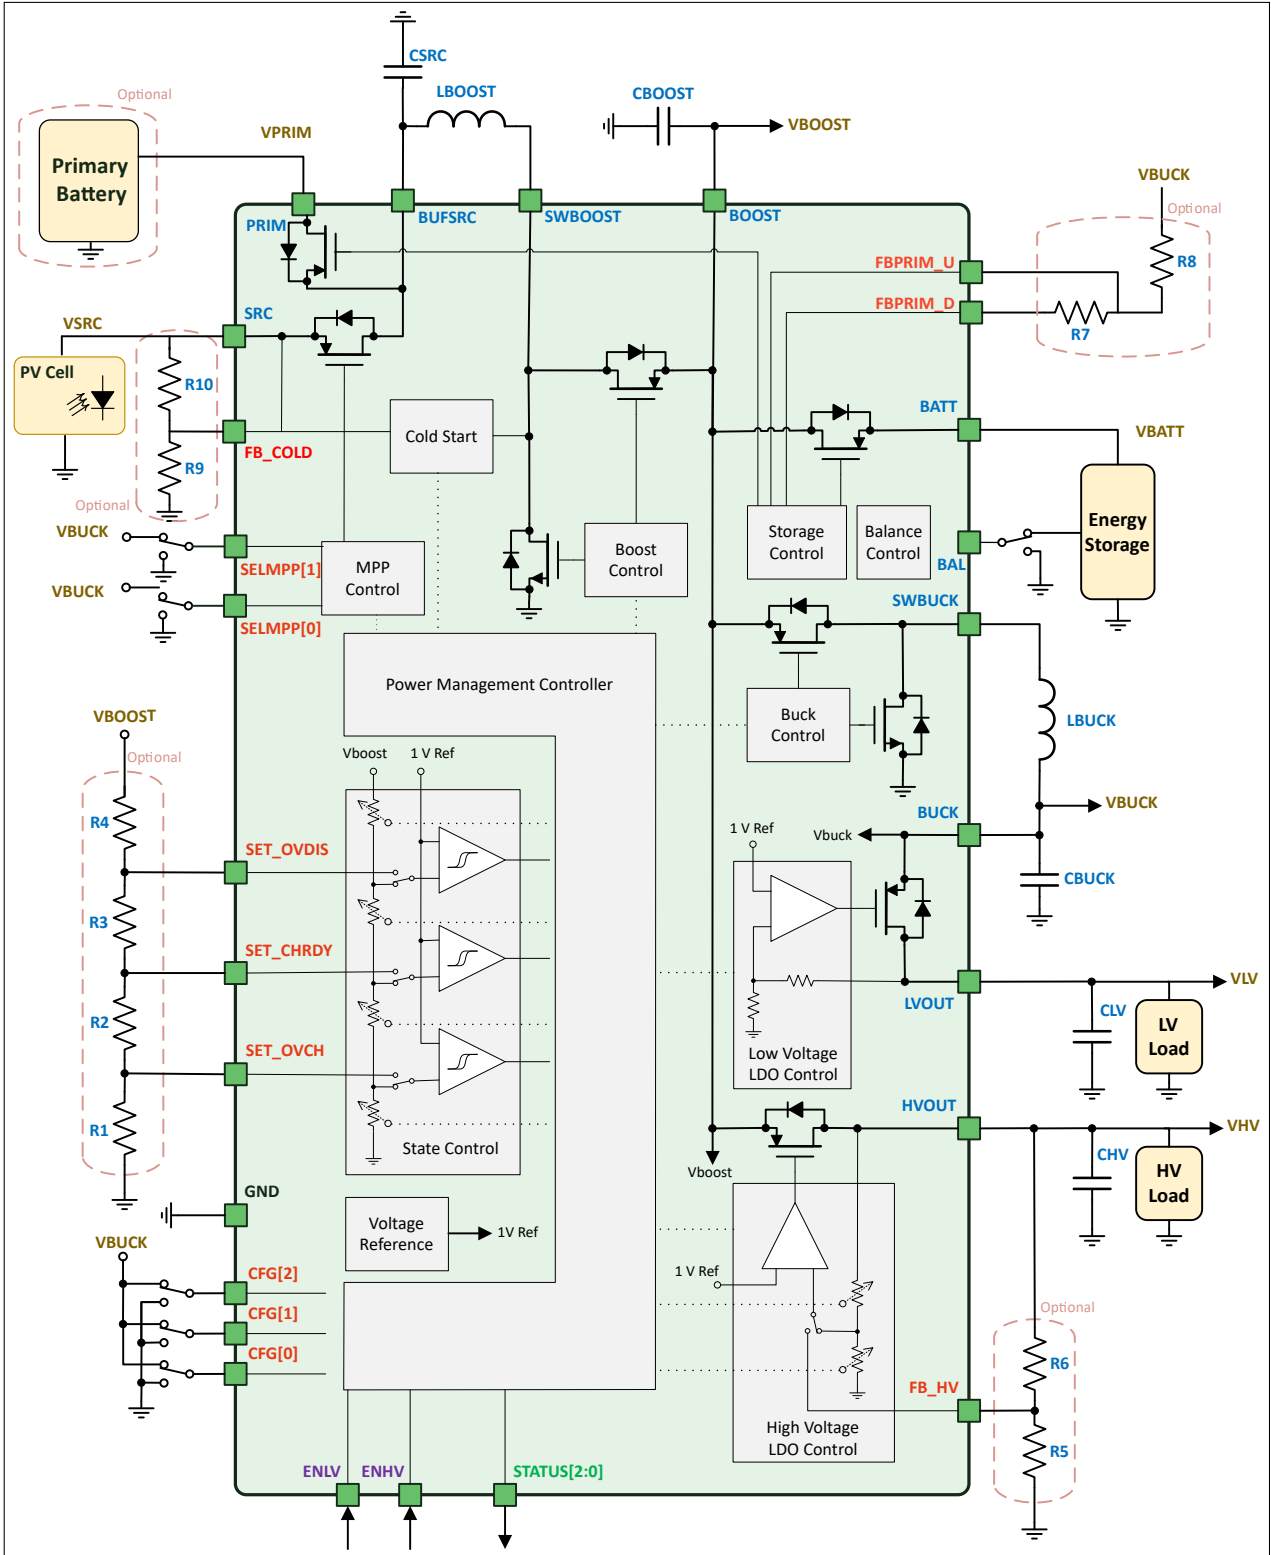 CSRC
Optional
LBOOST
CBOOST
VBOOST
VPRIM
Primary
Battery
VBUCK
Optional
PRIM
BUFSRC
SWBOOST
BOOST
R8
FBPRIM_U
FBPRIM_D
R7
SRC
VSRC
PV Cell
R10
R9
FB_COLD
Optional
Cold Start
BATT
VBATT
Energy
Storage
VBUCK
SELMPP[1]
VBUCK
SELMPP[0]
MPP
Control
Boost
Control
Storage
Control
Balance
Control
BAL
SWBUCK
Power Management Controller
Buck
Control
LBUCK
VBOOST
Optional
Vboost
1 V Ref
R4
SET_OVDIS
R3
SET_CHRDY
R2
SET_OVCH
R1
State Control
VBUCK
BUCK
Vbuck
1 V Ref
CBUCK
LVOUT
VLV
CLV
LV
Load
Low Voltage
LDO Control
HVOUT
VHV
CHV
HV
Load
Vboost
GND
Voltage
Reference
1V Ref
VBUCK
CFG[2]
CFG[1]
CFG[0]
1 V Ref
Optional
R6
FB_HV
R5
High Voltage
LDO Control
ENLV
ENHV
STATUS[2:0]